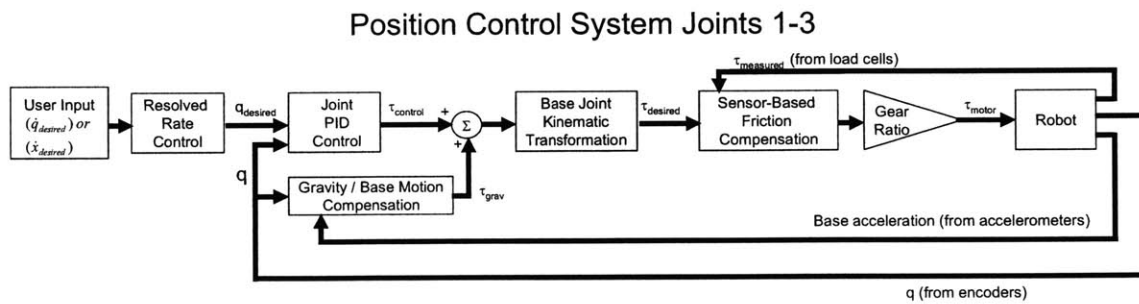 Position Control System Joints 1-3
User Input
(q̇desired) or
(ẋdesired)
Resolved
Rate
Control
qdesired
q
Joint
PID
Control
τcontrol
+
+
Σ
Gravity / Base Motion
Compensation
τgrav
Base Joint
Kinematic
Transformation
τdesired
τmeasured (from load cells)
Sensor-Based
Friction
Compensation
Gear
Ratio
τmotor
Robot
Base acceleration (from accelerometers)
q (from encoders)